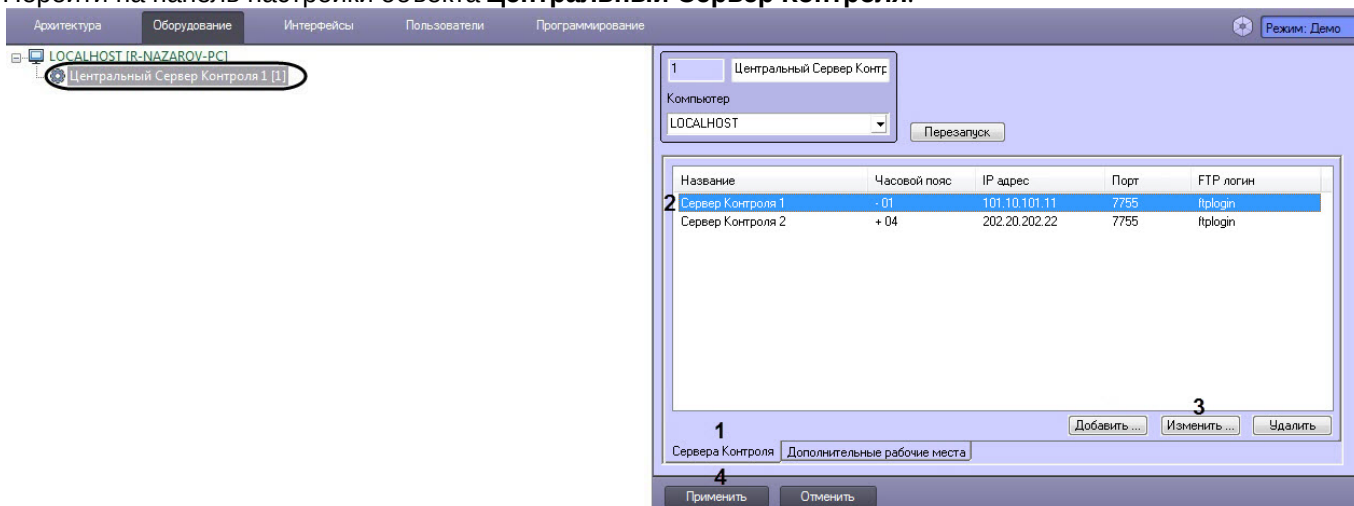 Перейти на панель настройки объекта Центральный Сервер Контроля.
Архитектура Оборудование Интерфейсы Пользователи Программирование Режим: Демо
LOCALHOST [R-NAZAROV-PC]
Центральный Сервер Контроля 1 [1]
1 Центральный Сервер Контр
Компьютер
LOCALHOST
Перезапуск
Название Часовой пояс IP адрес Порт FTP логин
2 Сервер Контроля 1 - 01 101.10.101.11 7755 ftplogin
Сервер Контроля 2 + 04 202.20.202.22 7755 ftplogin
3
Добавить ... Изменить ... Удалить
1
Сервера Контроля Дополнительные рабочие места
4
Применить Отменить